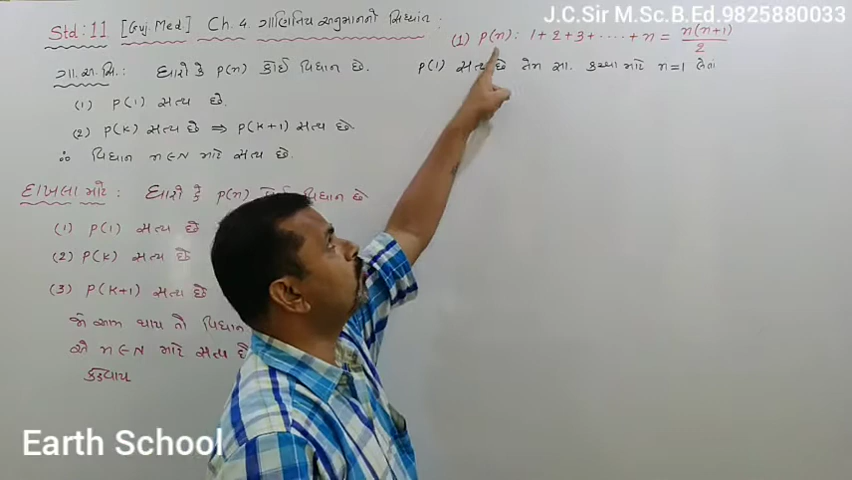 Std: 11 [Guj. Med.] Ch. 4. ગાણિતિક અનુમાનનો સિધ્ધાંત :
J.C.Sir M.Sc.B.Ed.9825880033
(1) P(n): 1+2+3+.....+n = n(n+1)/2
ગા.અ.સિ.: ધારો કે P(n) કોઈ વિધાન છે.
P(1) સત્ય છે તેમ સા. કરવા માટે n=1 લેતાં
(1) P(1) સત્ય છે.
(2) P(k) સત્ય છે ⇒ P(k+1) સત્ય છે.
∴ વિધાન n∈N માટે સત્ય છે.
દાખલા માટે : ધારો કે P(n) કોઈ વિધાન છે
(1) P(1) સત્ય છે
(2) P(k) સત્ય છે
(3) P(k+1) સત્ય છે
જો આમ થાય તો વિધાન
એ n∈N માટે સત્ય છે
કહેવાય
Earth School